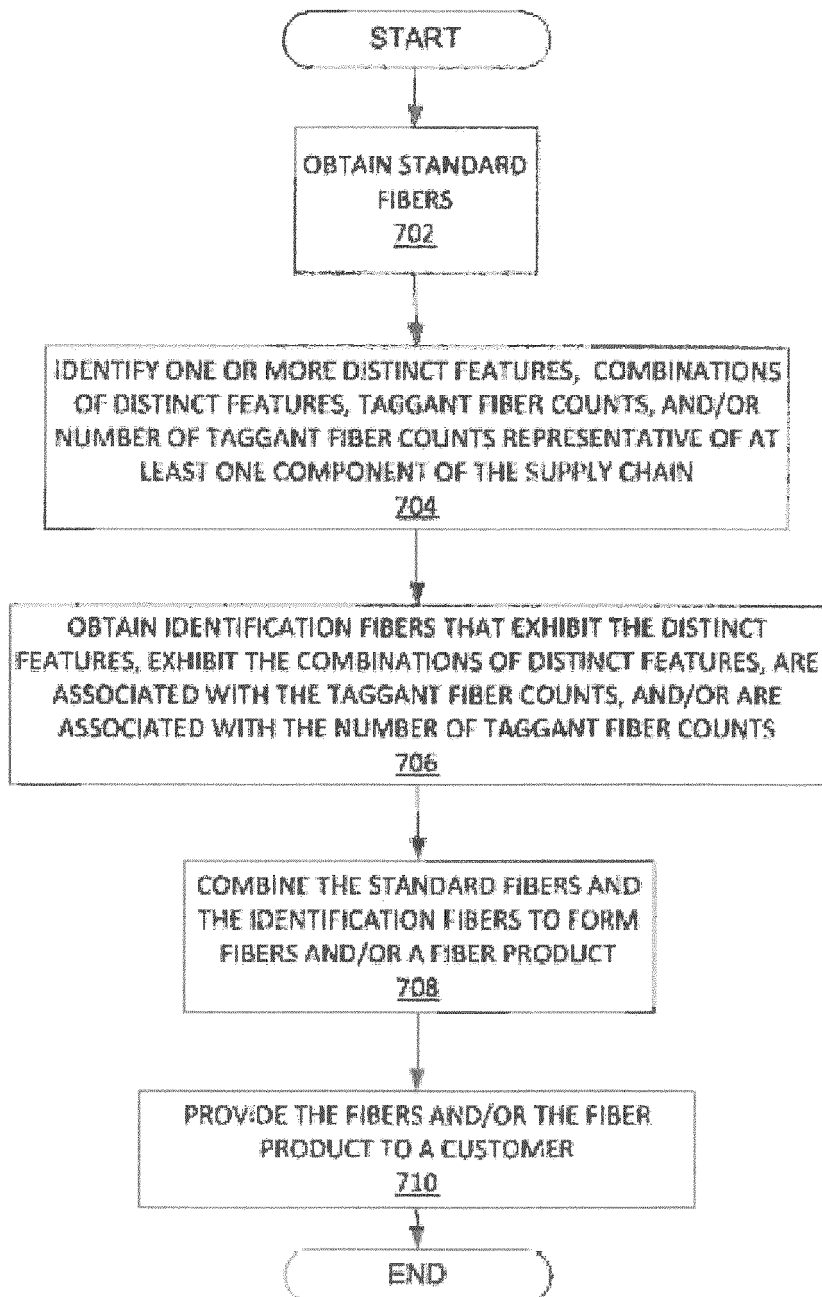 START
OBTAIN STANDARD
FIBERS
702
IDENTIFY ONE OR MORE DISTINCT FEATURES, COMBINATIONS
OF DISTINCT FEATURES, TAGGANT FIBER COUNTS, AND/OR
NUMBER OF TAGGANT FIBER COUNTS REPRESENTATIVE OF AT
LEAST ONE COMPONENT OF THE SUPPLY CHAIN
704
OBTAIN IDENTIFICATION FIBERS THAT EXHIBIT THE DISTINCT
FEATURES, EXHIBIT THE COMBINATIONS OF DISTINCT FEATURES, ARE
ASSOCIATED WITH THE TAGGANT FIBER COUNTS, AND/OR ARE
ASSOCIATED WITH THE NUMBER OF TAGGANT FIBER COUNTS
706
COMBINE THE STANDARD FIBERS AND
THE IDENTIFICATION FIBERS TO FORM
FIBERS AND/OR A FIBER PRODUCT
708
PROVIDE THE FIBERS AND/OR THE FIBER
PRODUCT TO A CUSTOMER
710
END